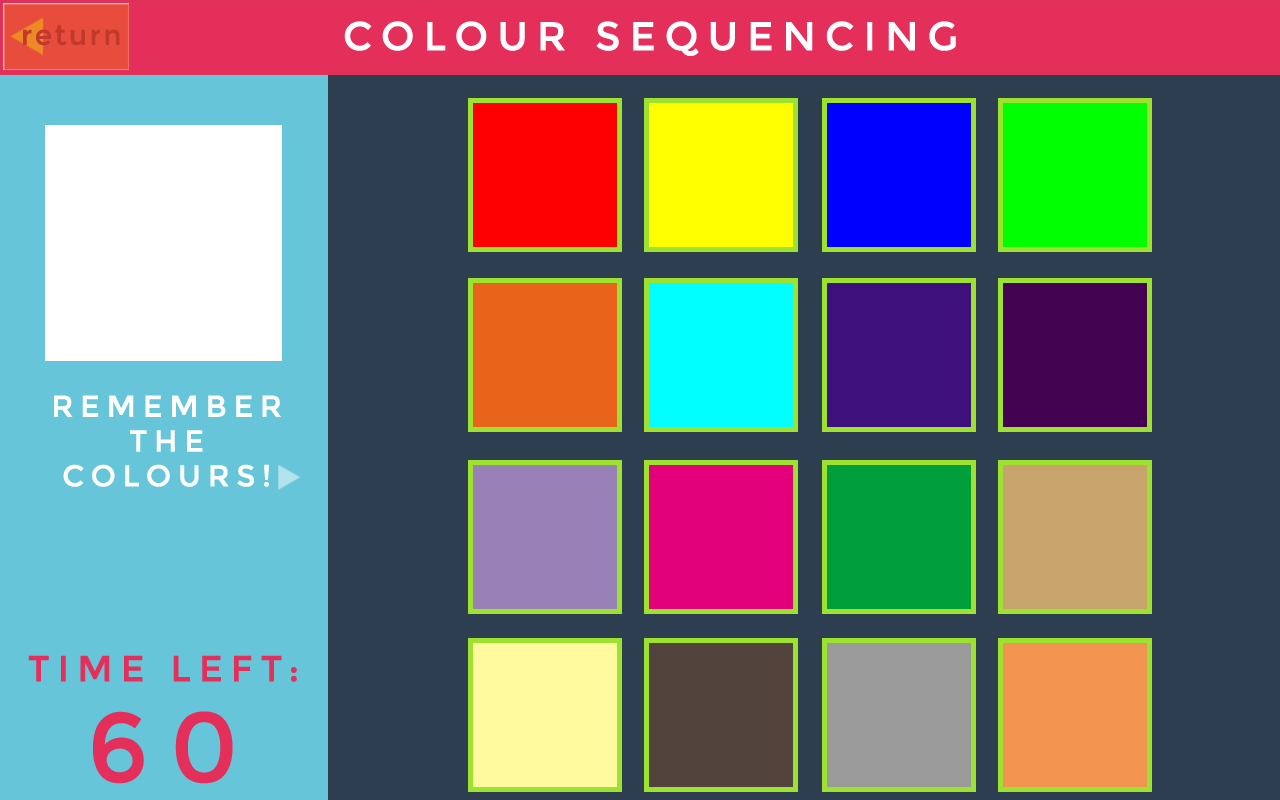 return
COLOUR SEQUENCING
REMEMBER
THE
COLOURS!
TIME LEFT:
60